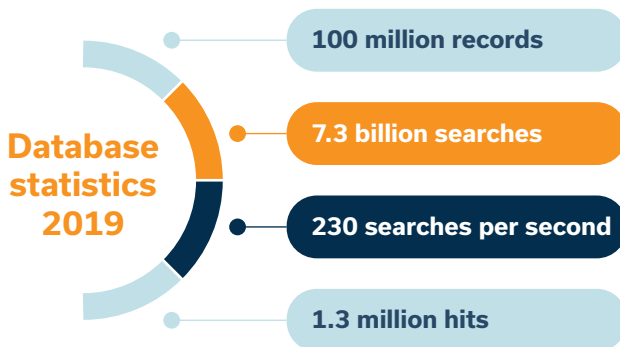 Database
statistics
2019
100 million records
7.3 billion searches
230 searches per second
1.3 million hits